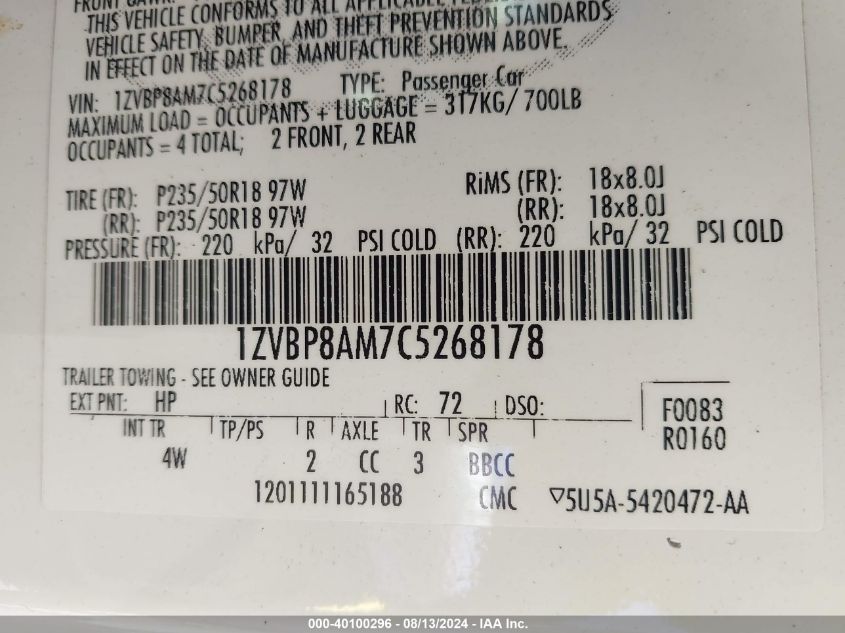 THIS VEHICLE CONFORMS TO ALL APPLICABLE
VEHICLE SAFETY, BUMPER, AND THEFT PREVENTION STANDARDS
IN EFFECT ON THE DATE OF MANUFACTURE SHOWN ABOVE.
VIN: 1ZVBP8AM7C5268178 TYPE: Passenger Car
MAXIMUM LOAD = OCCUPANTS + LUGGAGE = 317KG/ 700LB
OCCUPANTS = 4 TOTAL; 2 FRONT, 2 REAR
TIRE (FR): P235/50R18 97W RiMS (FR): 18x8.0J
(RR): P235/50R18 97W (RR): 18x8.0J
PRESSURE (FR): 220 kPa/ 32 PSI COLD (RR): 220 kPa/ 32 PSI COLD
1ZVBP8AM7C5268178
TRAILER TOWING - SEE OWNER GUIDE
EXT PNT: HP RC: 72 DSO: F0083
INT TR TP/PS R AXLE TR SPR R0160
4W 2 CC 3 BBCC
1201111165188 CMC ▽5U5A-5420472-AA
000-40100296 - 08/13/2024 - IAA Inc.